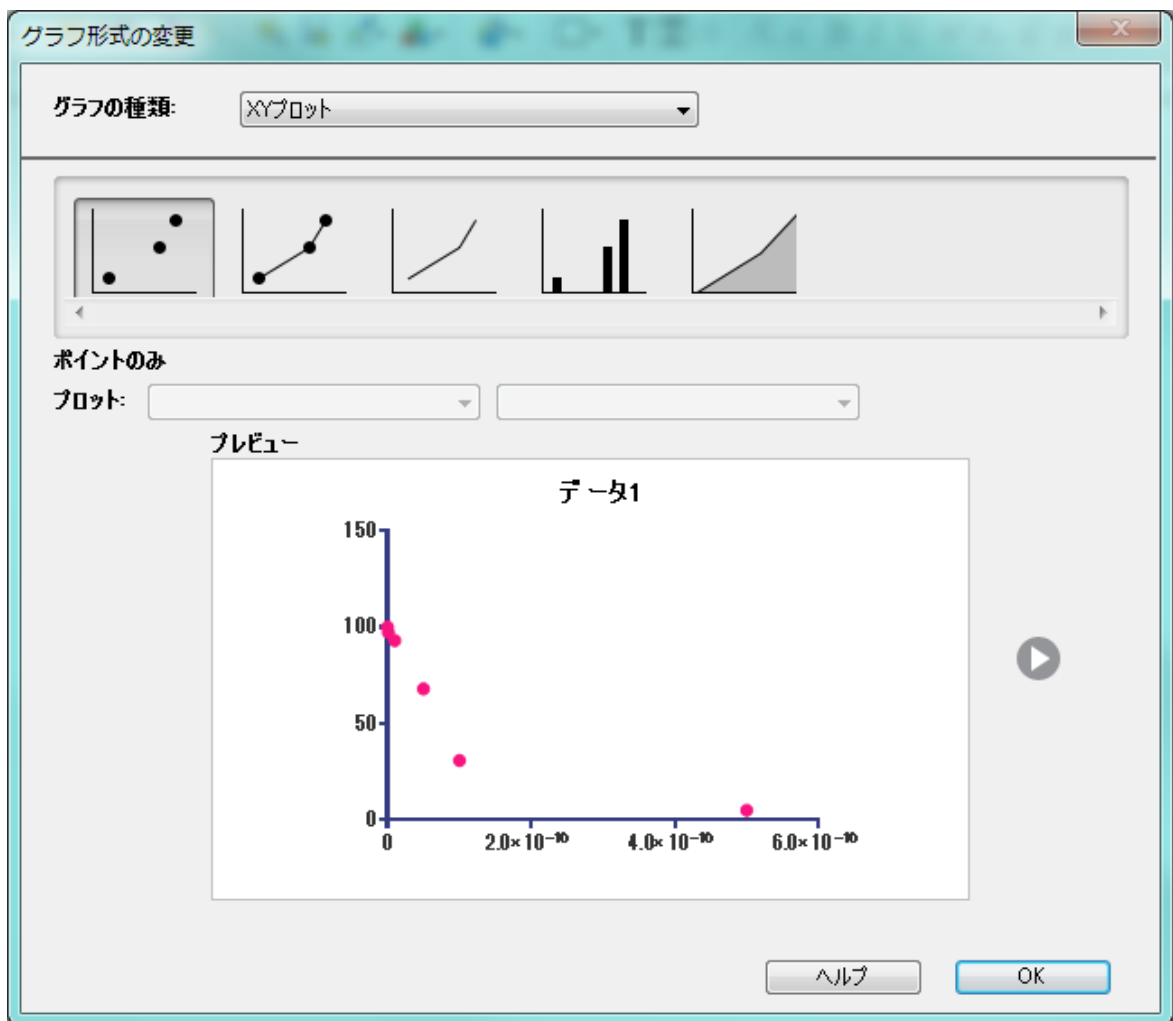 グラフ形式の変更
グラフの種類: XYプロット
ポイントのみ
プロット:
プレビュー
データ1
150
100
50
0
0 2.0×10⁻¹⁰ 4.0×10⁻¹⁰ 6.0×10⁻¹⁰
ヘルプ OK